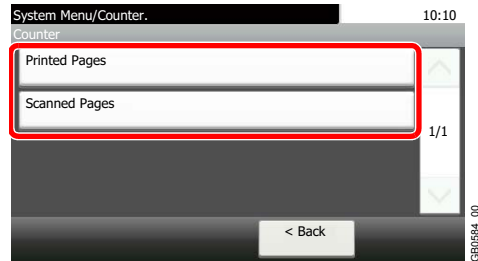 System Menu/Counter. 10:10
Counter
Printed Pages
Scanned Pages
1/1
< Back
GB0584_00